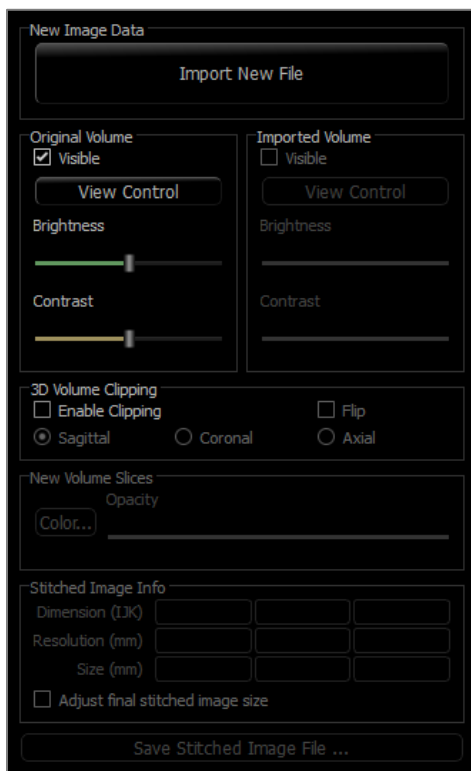 New Image Data
Import New File
Original Volume
Visible
View Control
Brightness
Contrast
Imported Volume
Visible
View Control
Brightness
Contrast
3D Volume Clipping
Enable Clipping
Flip
Sagittal
Coronal
Axial
New Volume Slices
Opacity
Color...
Stitched Image Info
Dimension (IJK)
Resolution (mm)
Size (mm)
Adjust final stitched image size
Save Stitched Image File ...